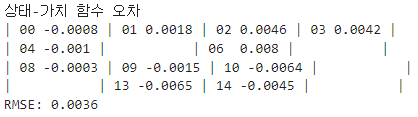 상태-가치 함수 오차
| 00 -0.0008 | 01 0.0018 | 02 0.0046 | 03 0.0042 |
| 04 -0.001 |           | 06  0.008 |           |
| 08 -0.0003 | 09 -0.0015 | 10 -0.0064 |           |
|           | 13 -0.0065 | 14 -0.0045 |           |
RMSE: 0.0036